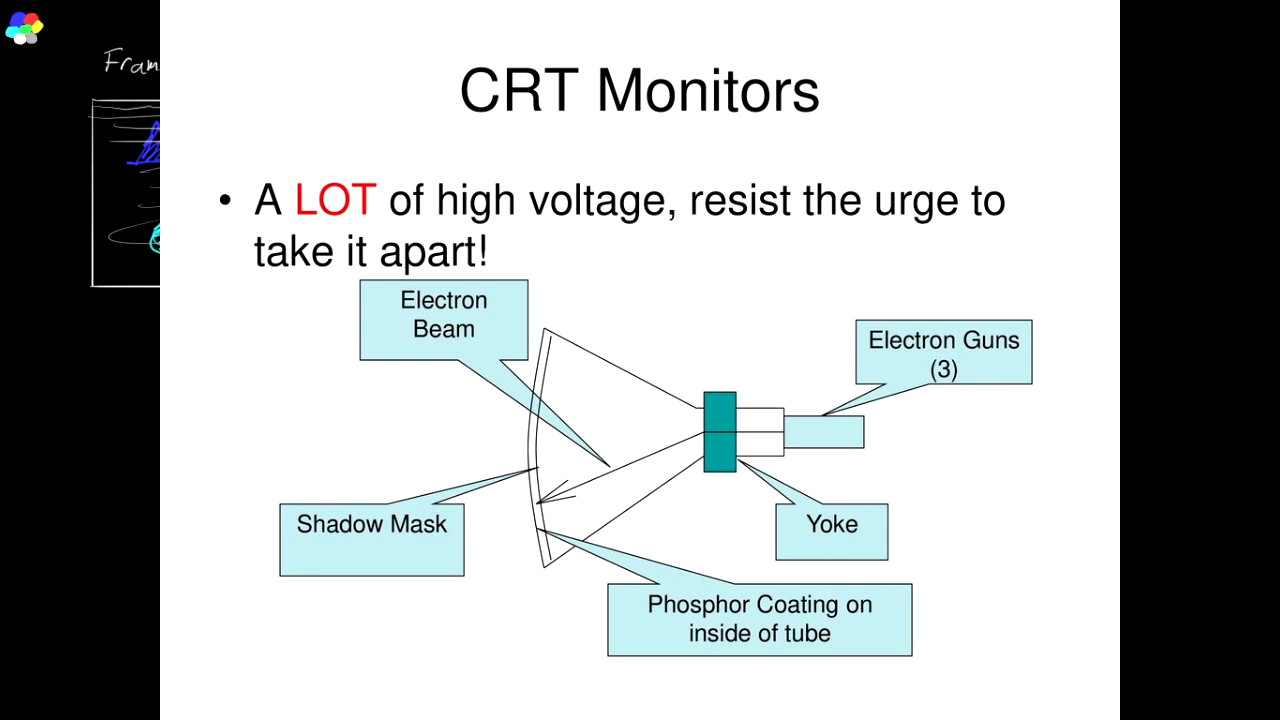 Fram
CRT Monitors
• A LOT of high voltage, resist the urge to
take it apart!
Electron
Beam
Electron Guns
(3)
Shadow Mask
Yoke
Phosphor Coating on
inside of tube